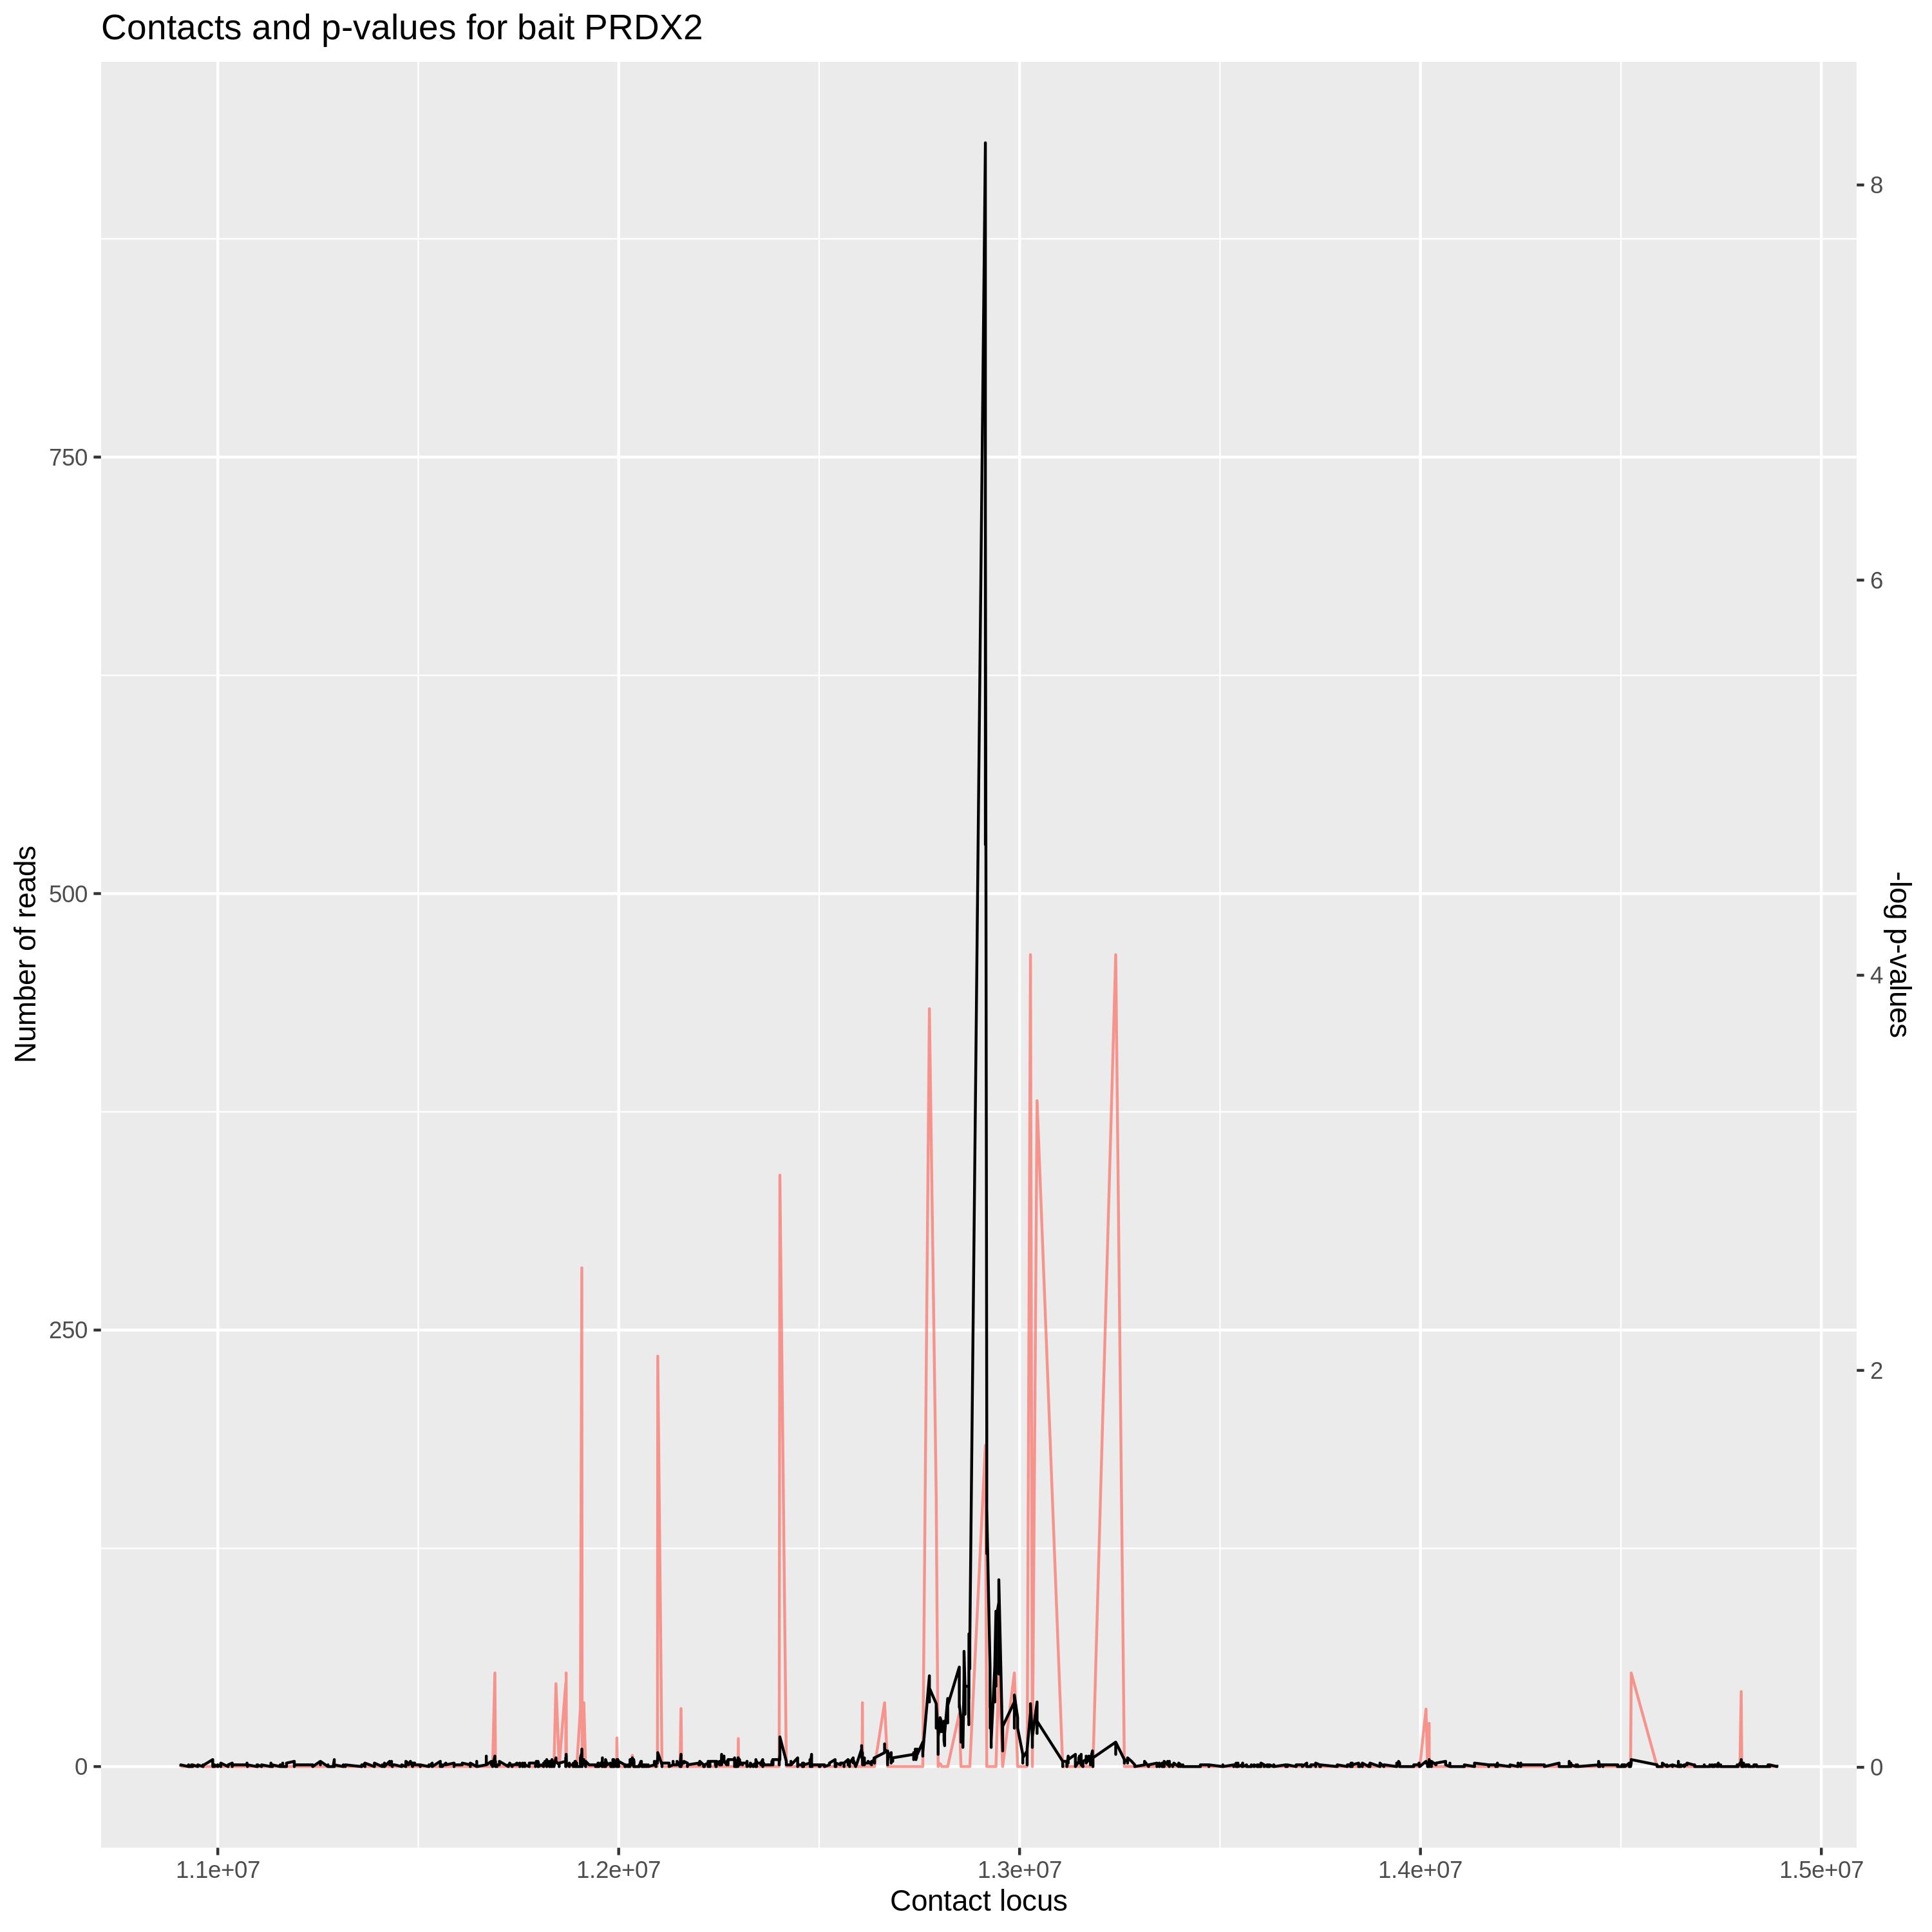 Contacts and p-values for bait PRDX2
Number of reads
750
500
250
0
8
6
4
2
0
-log p-values
1.1e+07
1.2e+07
1.3e+07
1.4e+07
1.5e+07
Contact locus